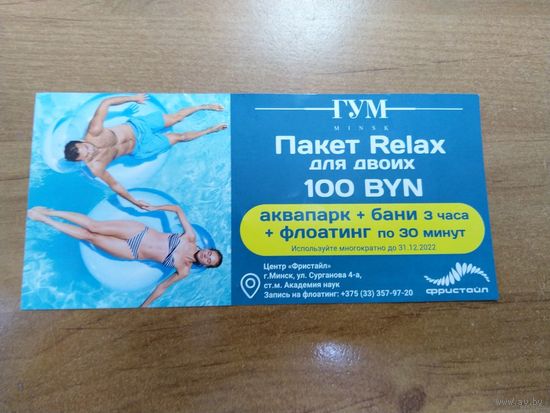 ГУМ
MINSK
Пакет Relax
для двоих
100 BYN
аквапарк + бани 3 часа
+ флоатинг по 30 минут
Используйте многократно до 31.12.2022
Центр «Фристайл»
г.Минск, ул. Сурганова 4-а,
ст.м. Академия наук
Запись на флоатинг: +375 (33) 357-97-20
фристайл
ay.by